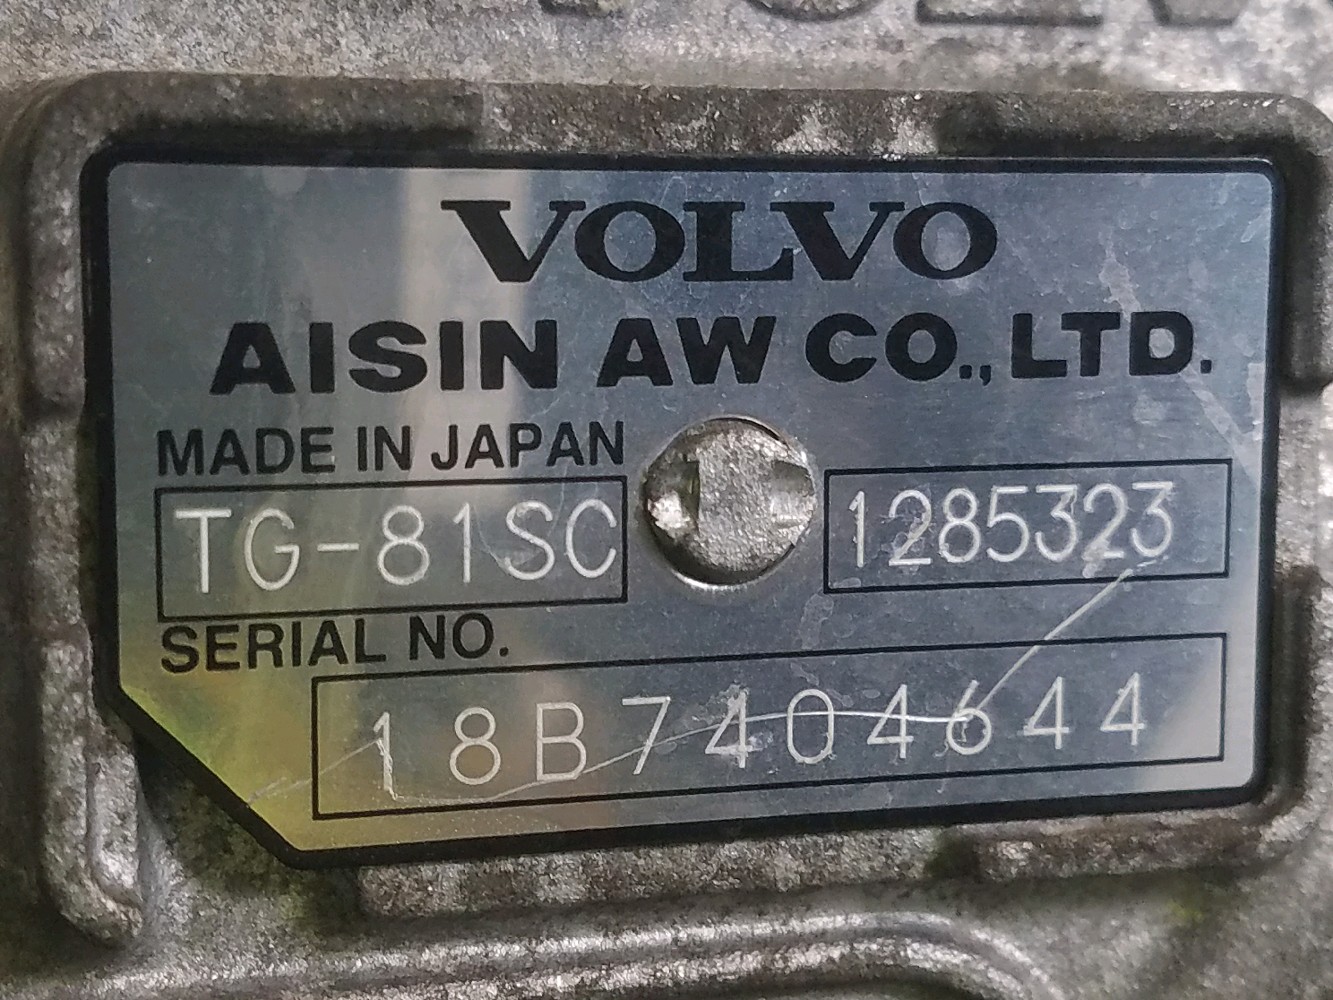 VOLVO
AISIN AW CO., LTD.
MADE IN JAPAN
TG-81SC 1285323
SERIAL NO.
18B7404644